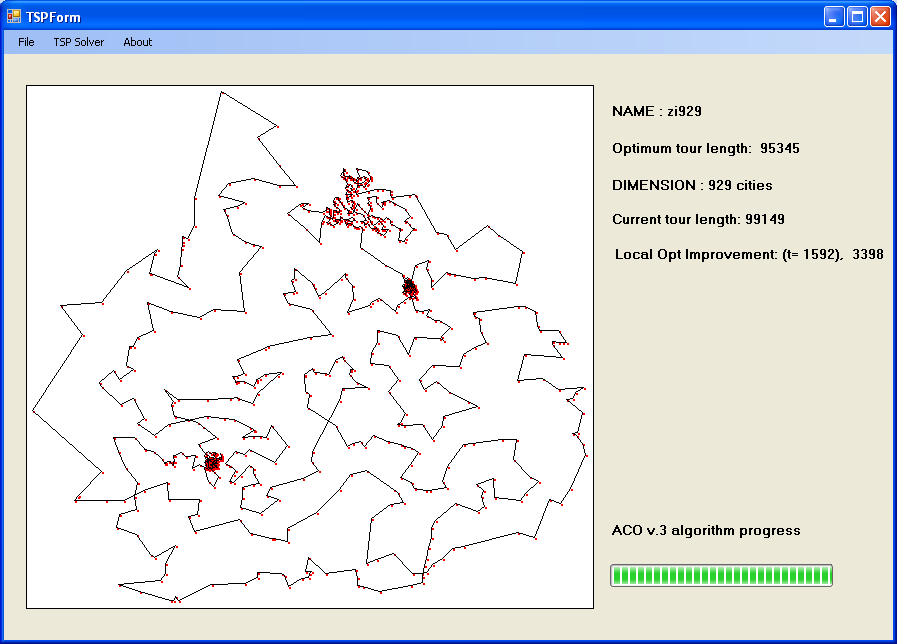 TSPForm
File TSP Solver About
NAME : zi929
Optimum tour length: 95345
DIMENSION : 929 cities
Current tour length: 99149
Local Opt Improvement: (t= 1592), 3398
ACO v.3 algorithm progress